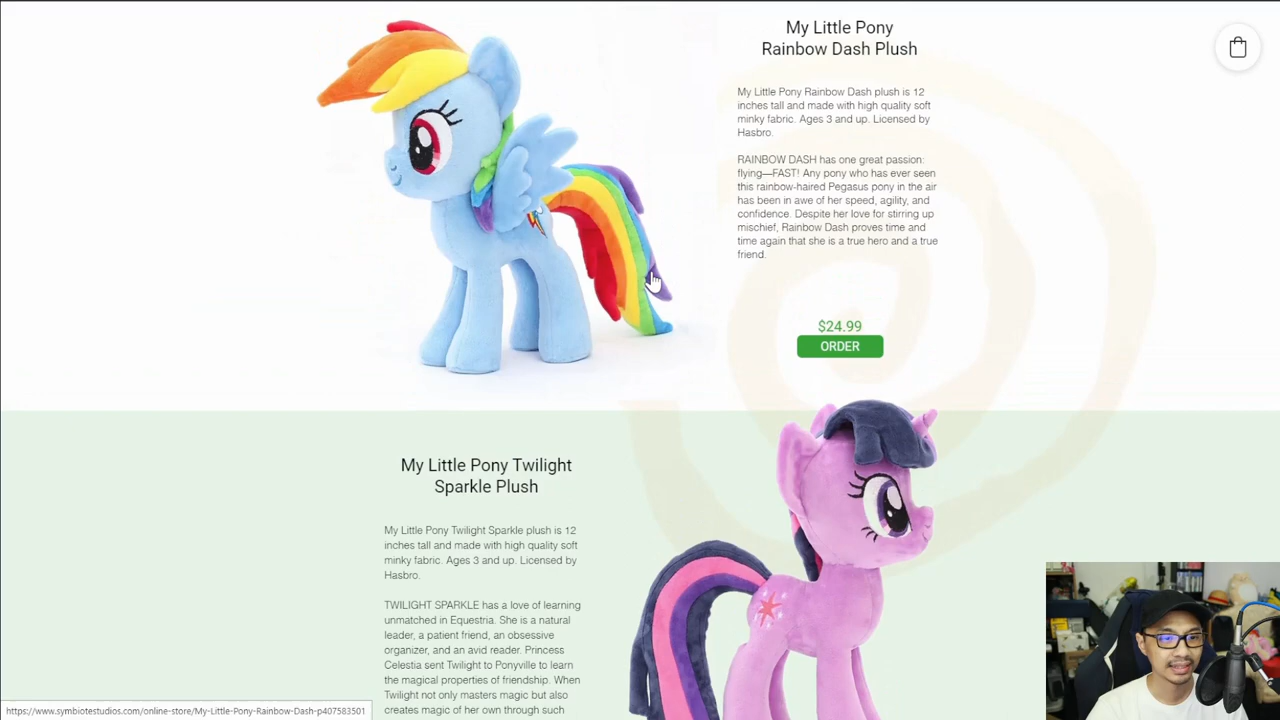 My Little Pony
Rainbow Dash Plush
My Little Pony Rainbow Dash plush is 12
inches tall and made with high quality soft
minky fabric. Ages 3 and up. Licensed by
Hasbro.
RAINBOW DASH has one great passion:
flying—FAST! Any pony who has ever seen
this rainbow-haired Pegasus pony in the air
has been in awe of her speed, agility, and
confidence. Despite her love for stirring up
mischief, Rainbow Dash proves time and
time again that she is a true hero and a true
friend.
$24.99
ORDER
My Little Pony Twilight
Sparkle Plush
My Little Pony Twilight Sparkle plush is 12
inches tall and made with high quality soft
minky fabric. Ages 3 and up. Licensed by
Hasbro.
TWILIGHT SPARKLE has a love of learning
unmatched in Equestria. She is a natural
leader, a patient friend, an obsessive
organizer, and an avid reader. Princess
Celestia sent Twilight to Ponyville to learn
the magical properties of friendship. When
Twilight not only masters magic but also
creates magic of her own through such
https://www.symbiotestudios.com/online-store/My-Little-Pony-Rainbow-Dash-p407583501